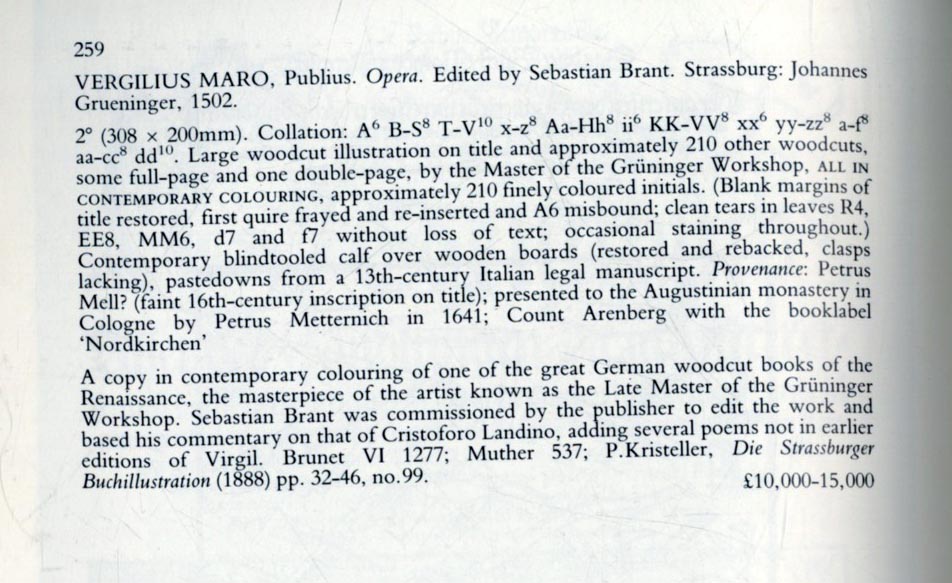 259
VERGILIUS MARO, Publius. Opera. Edited by Sebastian Brant. Strassburg: Johannes
Grueninger, 1502.
2° (308 × 200mm). Collation: A⁶ B-S⁸ T-V¹⁰ x-z⁸ Aa-Hh⁸ ii⁶ KK-VV⁸ xx⁶ yy-zz⁸ a-f⁸
aa-cc⁸ dd¹⁰. Large woodcut illustration on title and approximately 210 other woodcuts,
some full-page and one double-page, by the Master of the Grüninger Workshop, ALL IN
CONTEMPORARY COLOURING, approximately 210 finely coloured initials. (Blank margins of
title restored, first quire frayed and re-inserted and A6 misbound; clean tears in leaves R4,
EE8, MM6, d7 and f7 without loss of text; occasional staining throughout.)
Contemporary blindtooled calf over wooden boards (restored and rebacked, clasps
lacking), pastedowns from a 13th-century Italian legal manuscript. Provenance: Petrus
Mell? (faint 16th-century inscription on title); presented to the Augustinian monastery in
Cologne by Petrus Metternich in 1641; Count Arenberg with the booklabel
‘Nordkirchen’
A copy in contemporary colouring of one of the great German woodcut books of the
Renaissance, the masterpiece of the artist known as the Late Master of the Grüninger
Workshop. Sebastian Brant was commissioned by the publisher to edit the work and
based his commentary on that of Cristoforo Landino, adding several poems not in earlier
editions of Virgil. Brunet VI 1277; Muther 537; P.Kristeller, Die Strassburger
Buchillustration (1888) pp. 32-46, no.99. £10,000-15,000